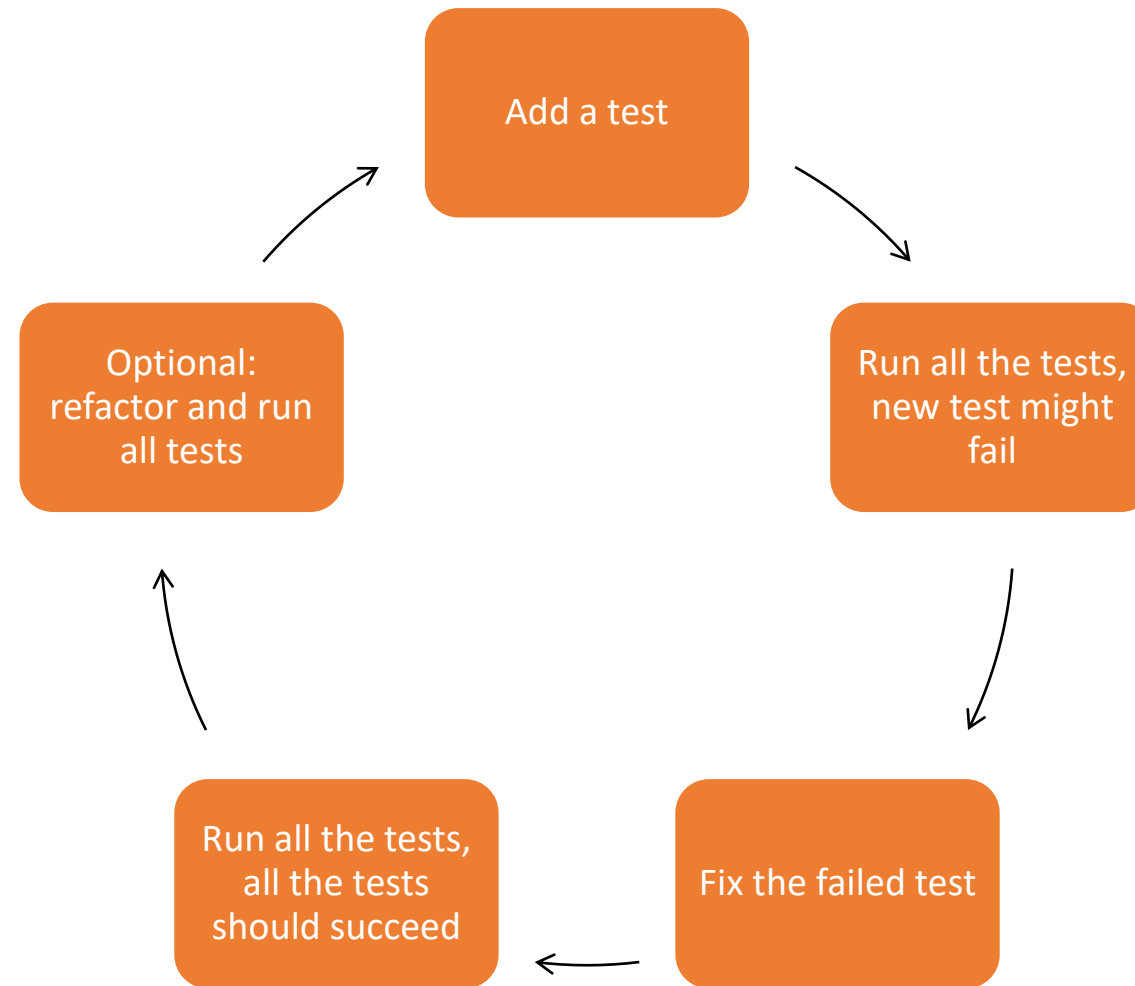 Add a test
Run all the tests,
new test might
fail
Fix the failed test
Run all the tests,
all the tests
should succeed
Optional:
refactor and run
all tests